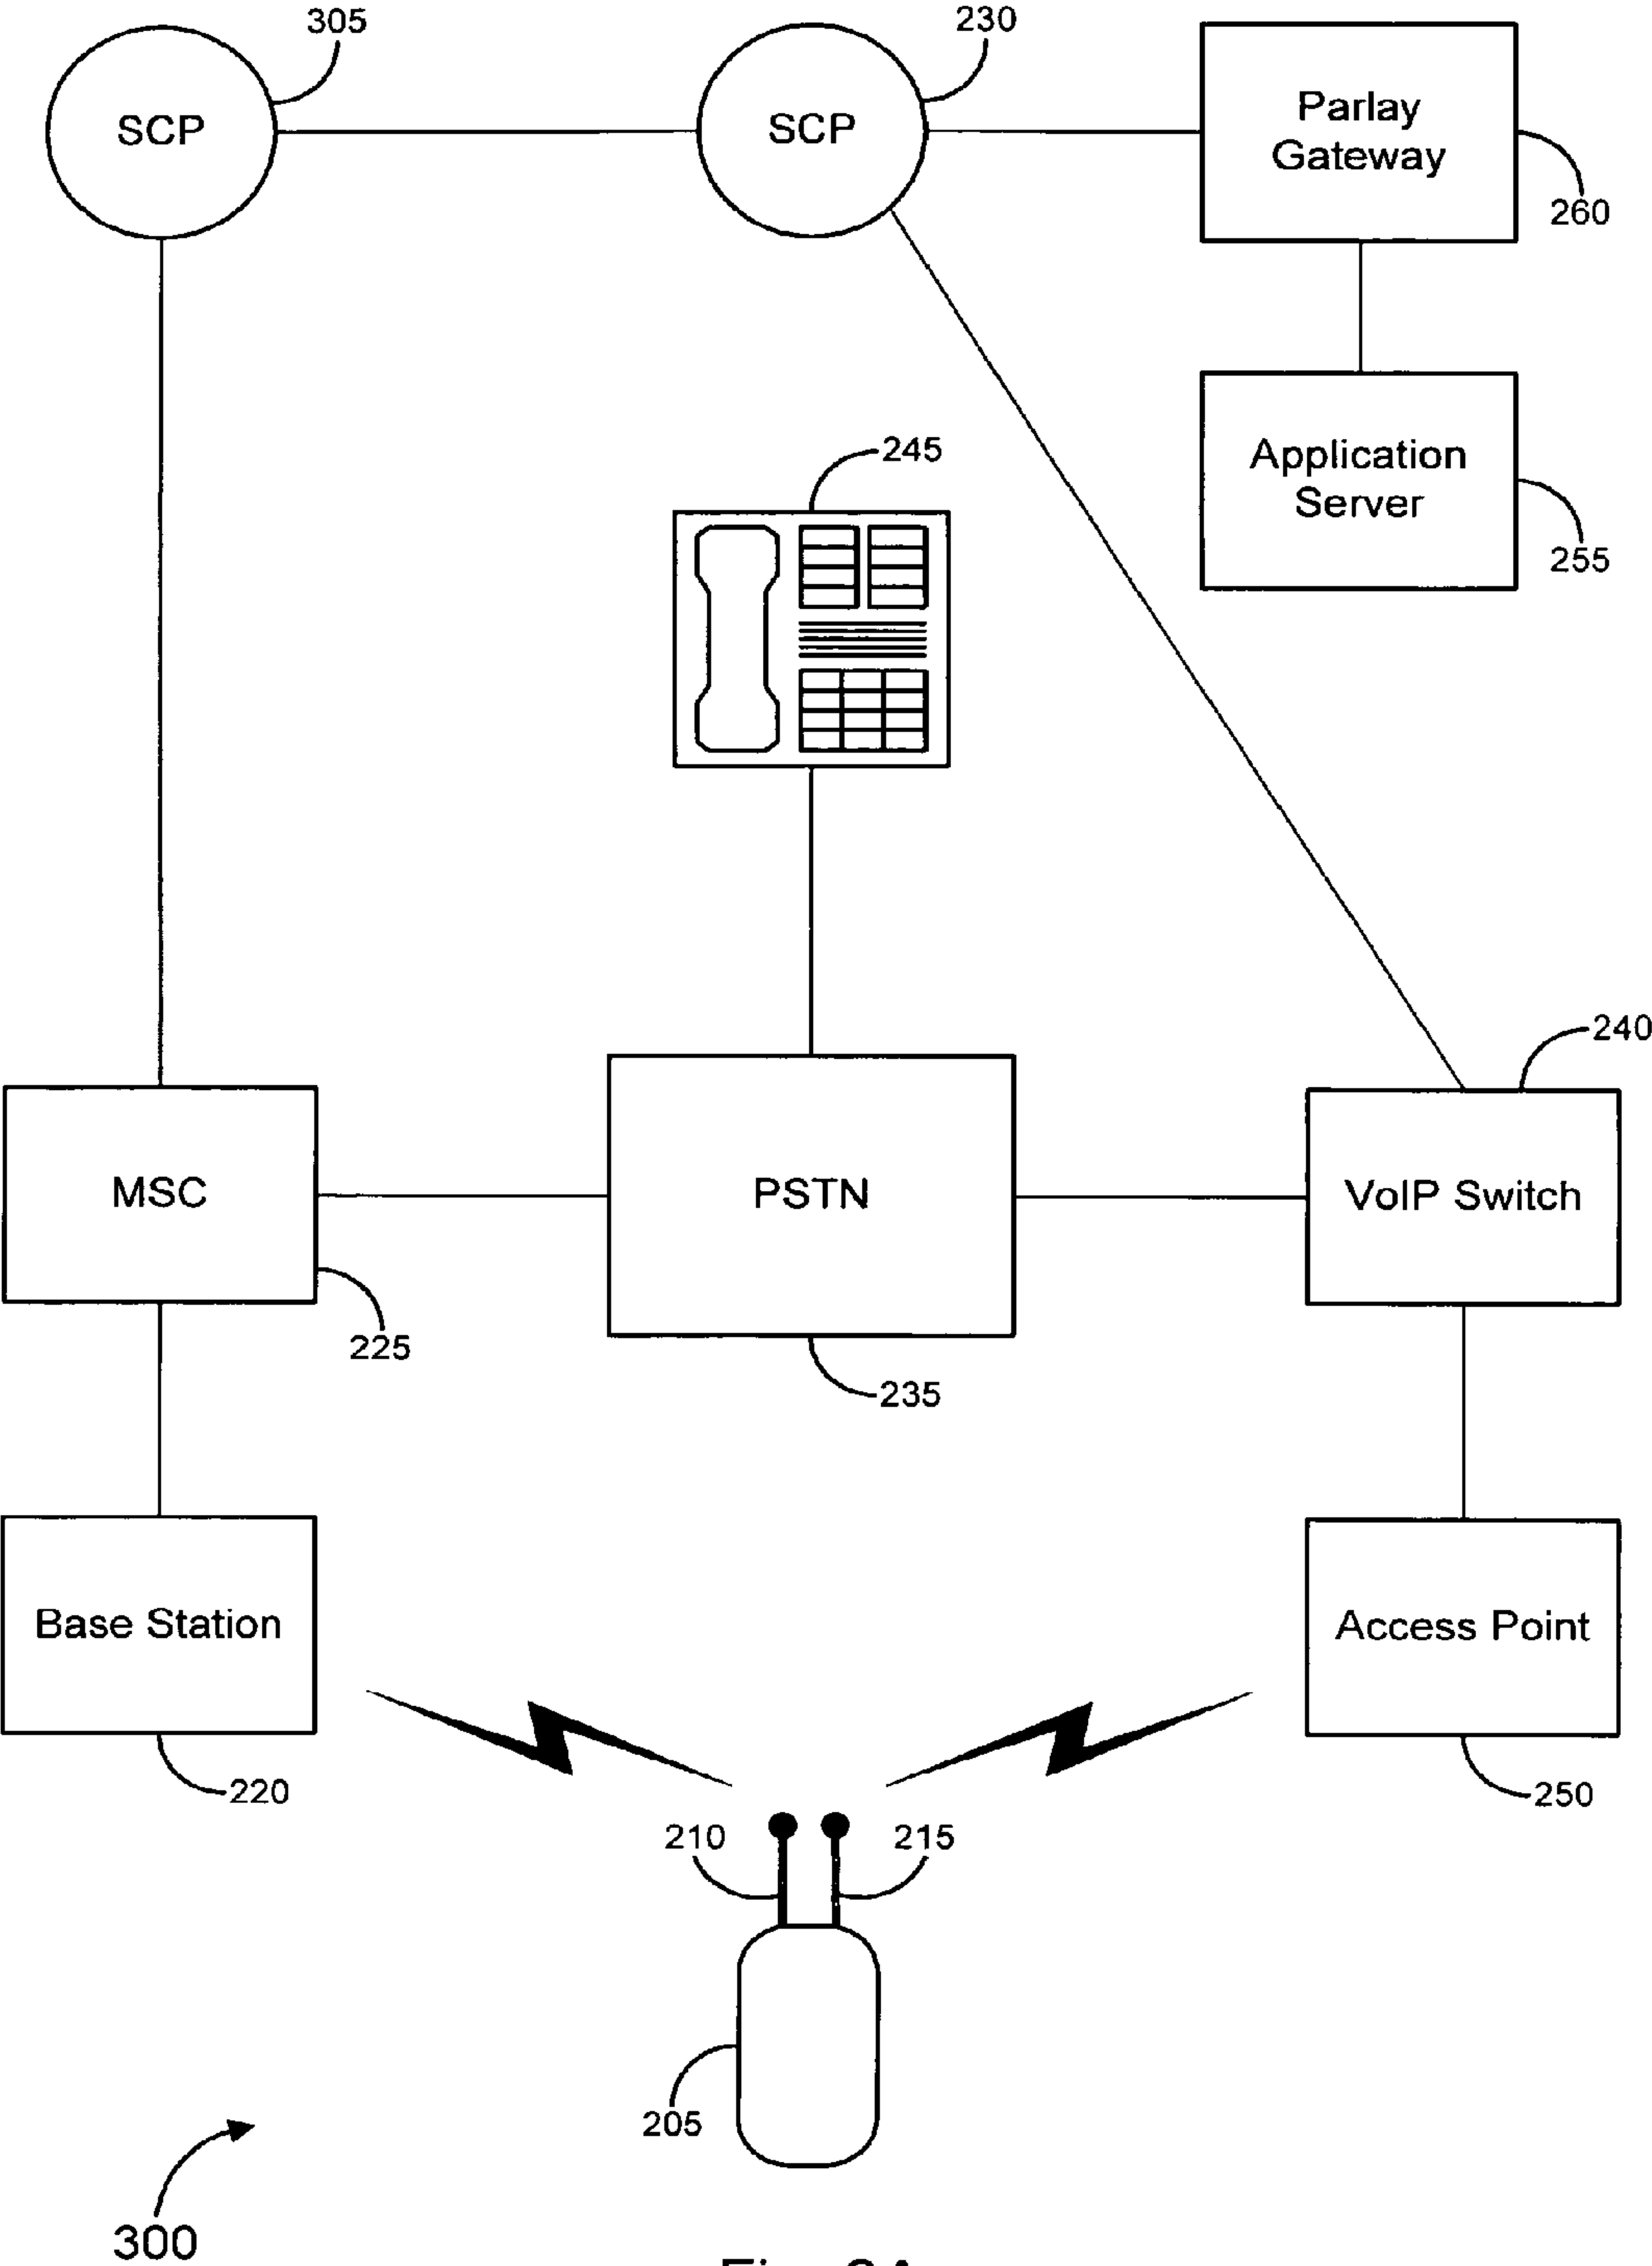 305
230
SCP
SCP
Parlay
Gateway
260
245
Application
Server
255
240
MSC
PSTN
VoIP Switch
225
235
Base Station
Access Point
220
250
210
215
205
300